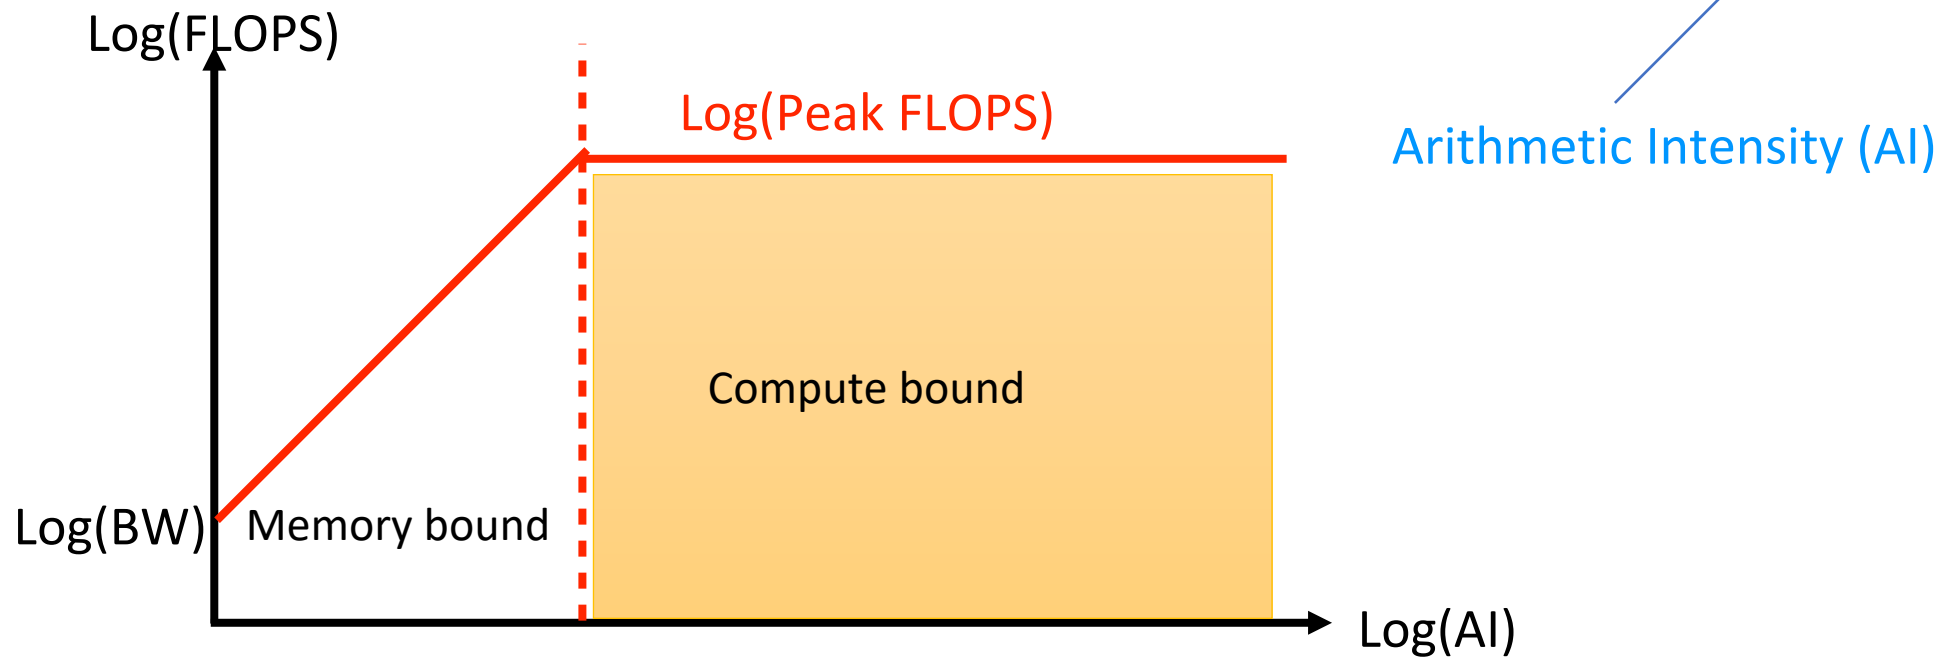 Log(FLOPS)
Log(Peak FLOPS)
Arithmetic Intensity (AI)
Compute bound
Log(BW)
Memory bound
Log(AI)